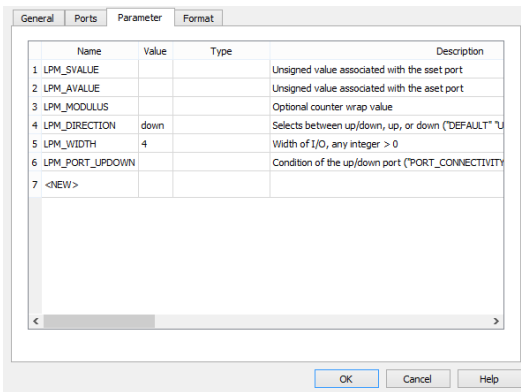 General Ports Parameter Format
Name Value Type Description
1 LPM_SVALUE Unsigned value associated with the sset port
2 LPM_AVALUE Unsigned value associated with the aset port
3 LPM_MODULUS Optional counter wrap value
4 LPM_DIRECTION down Selects between up/down, up, or down ("DEFAULT" "U
5 LPM_WIDTH 4 Width of I/O, any integer > 0
6 LPM_PORT_UPDOWN Condition of the up/down port ("PORT_CONNECTIVITY
7 <NEW>
OK Cancel Help